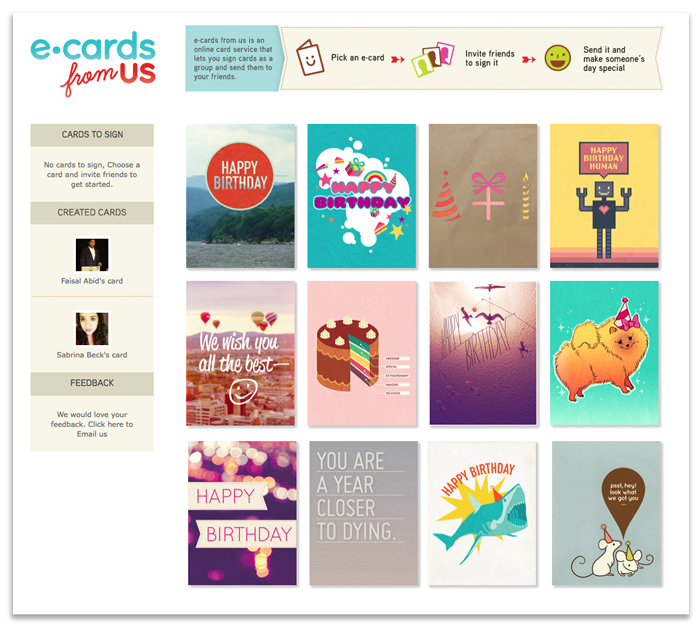 e·cards
from US
e-cards from us is an
online card service that
lets you sign cards as a
group and send them to
your friends.
Pick an e-card
Invite friends
to sign it
Send it and
make someone's
day special
CARDS TO SIGN
No cards to sign, Choose a
card and invite friends to
get started.
CREATED CARDS
Faisal Abid's card
Sabrina Beck's card
FEEDBACK
We would love your
feedback. Click here to
Email us
HAPPY
BIRTHDAY
HAPPY
BIRTHDAY
HAPPY
BIRTHDAY
HUMAN
We wish you
all the best—
AWESOME
SPECIAL
EXTRAORDINARY
AMAZING
DELICIOUS
HAPPY
BIRTHDAY
HAPPY
BIRTHDAY
YOU ARE
A YEAR
CLOSER
TO DYING.
HAPPY BIRTHDAY
psst, hey!
look what
we got you
...